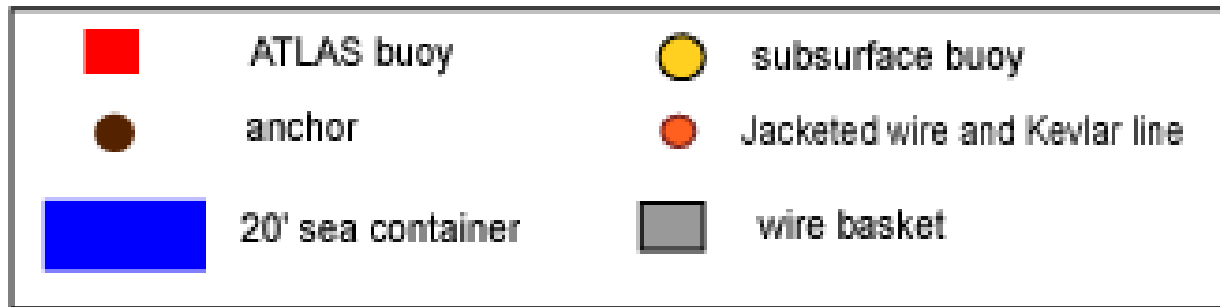 ATLAS buoy
subsurface buoy
anchor
Jacketed wire and Kevlar line
20' sea container
wire basket